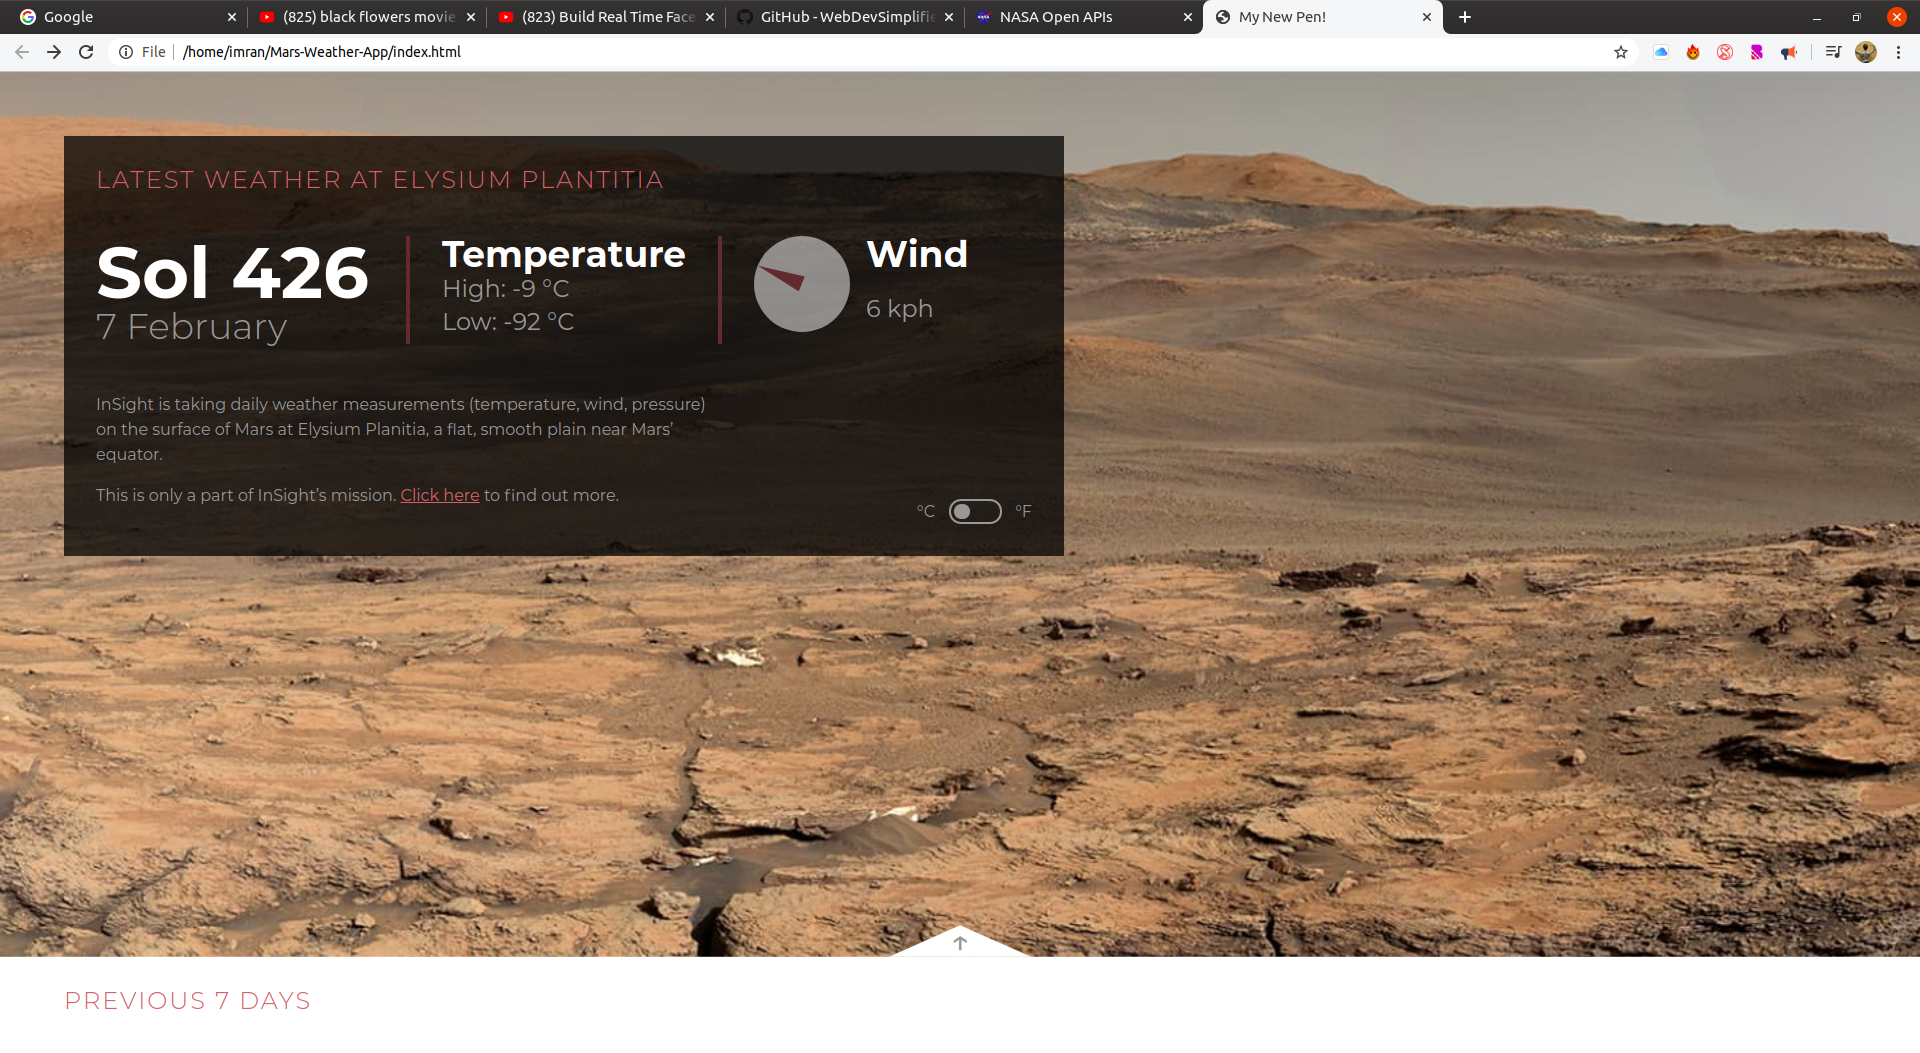 Google
(825) black flowers movie
(823) Build Real Time Face
GitHub - WebDevSimplifie
NASA Open APIs
My New Pen!
File /home/imran/Mars-Weather-App/index.html
LATEST WEATHER AT ELYSIUM PLANTITIA
Sol 426
7 February
Temperature
High: -9 °C
Low: -92 °C
Wind
6 kph
InSight is taking daily weather measurements (temperature, wind, pressure)
on the surface of Mars at Elysium Planitia, a flat, smooth plain near Mars’
equator.
This is only a part of InSight’s mission. Click here to find out more.
°C °F
PREVIOUS 7 DAYS